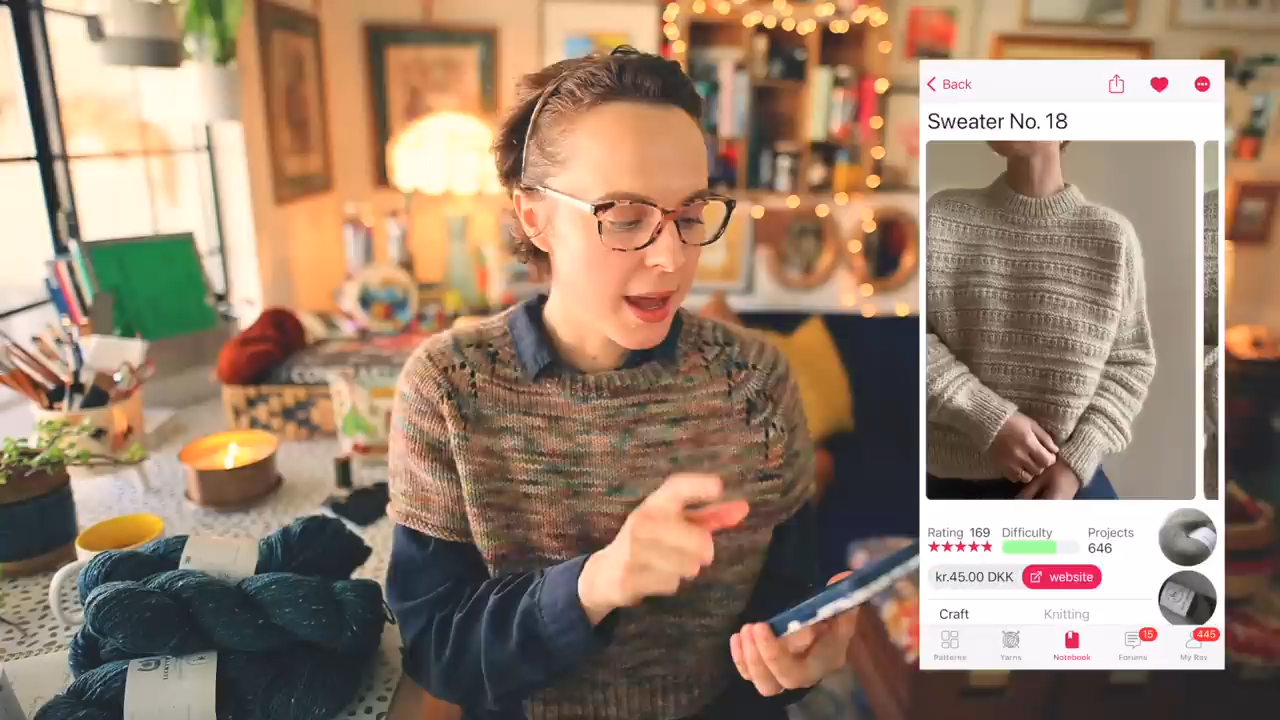 Back
Sweater No. 18
Rating 169 Difficulty Projects
646
kr.45.00 DKK website
Craft Knitting
15 445
Patterns Yarns Notebook Forums My Rav